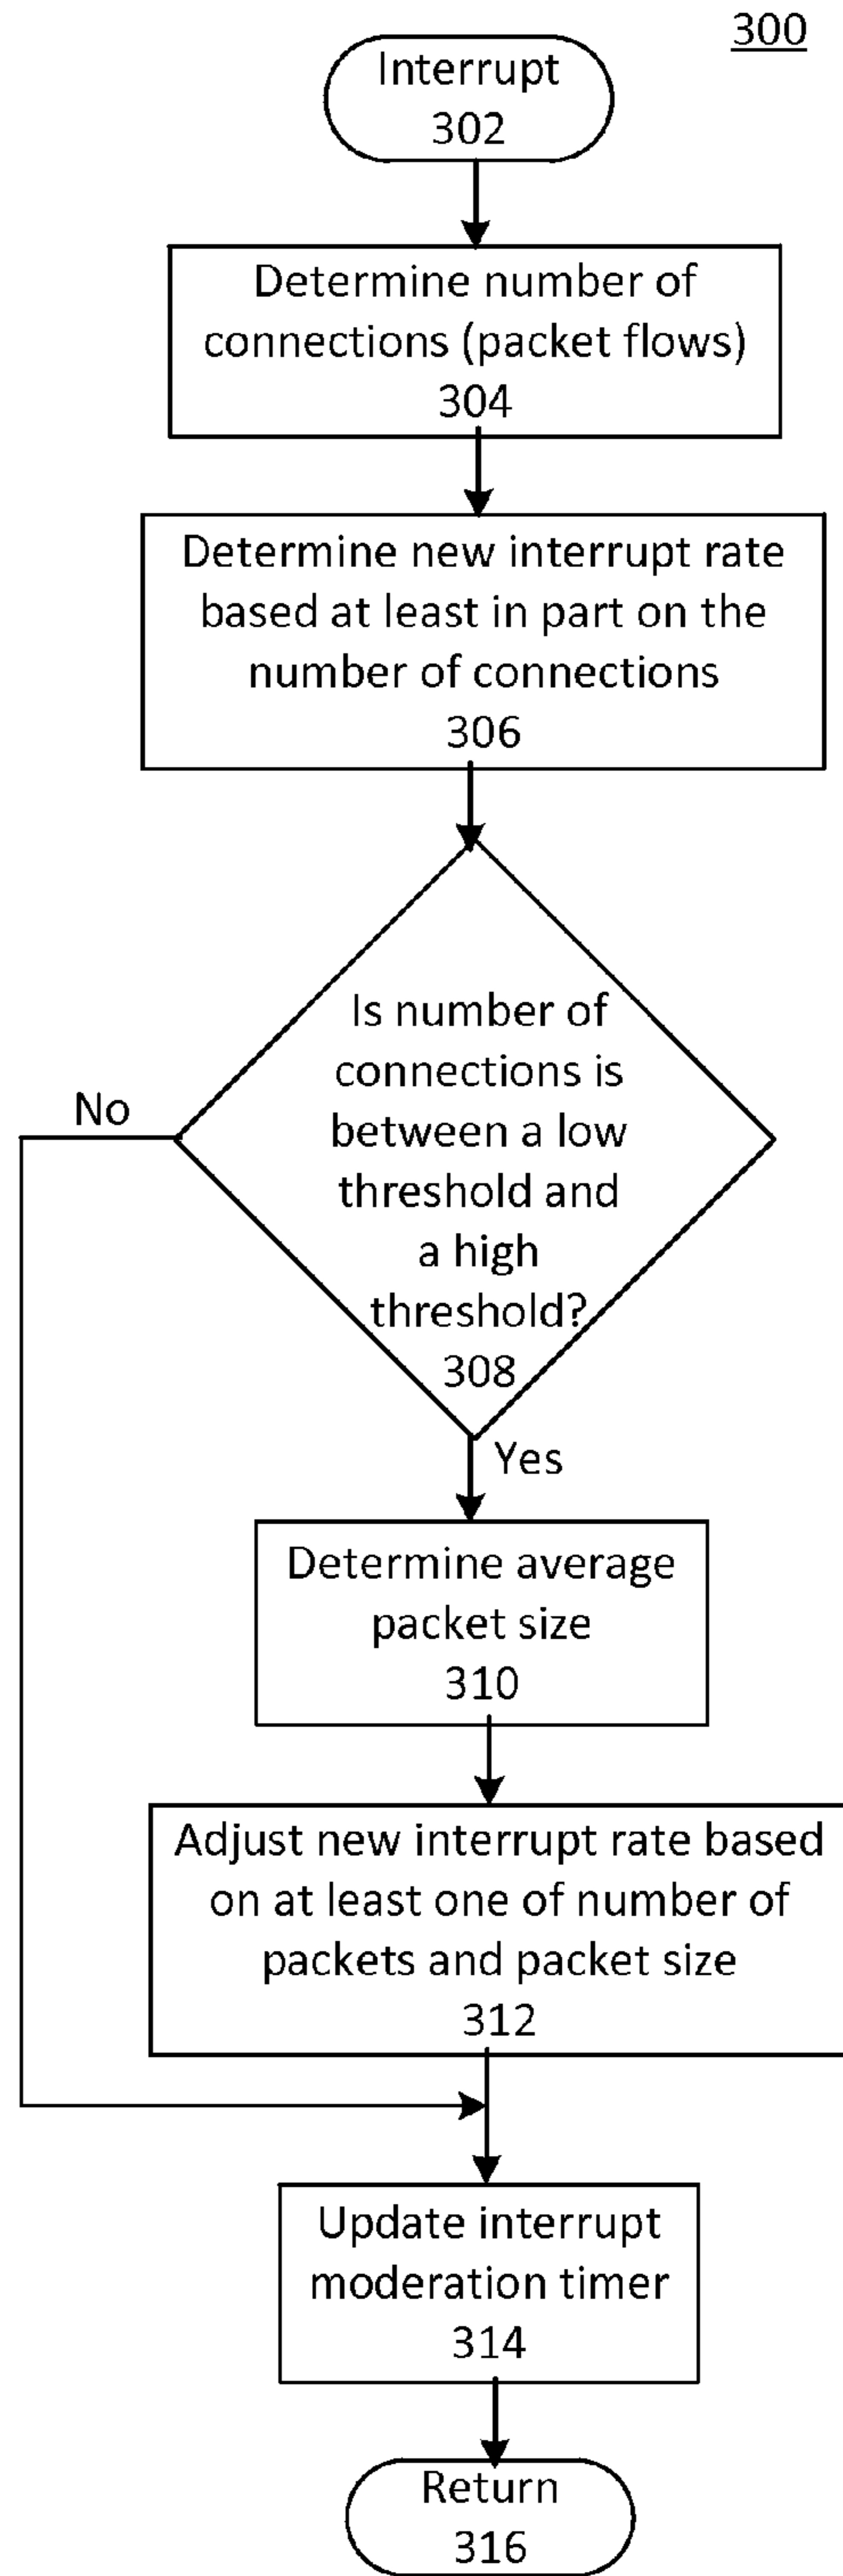 300
Interrupt
302
Determine number of
connections (packet flows)
304
Determine new interrupt rate
based at least in part on the
number of connections
306
Is number of
connections is
between a low
threshold and
a high
threshold?
308
No
Yes
Determine average
packet size
310
Adjust new interrupt rate based
on at least one of number of
packets and packet size
312
Update interrupt
moderation timer
314
Return
316